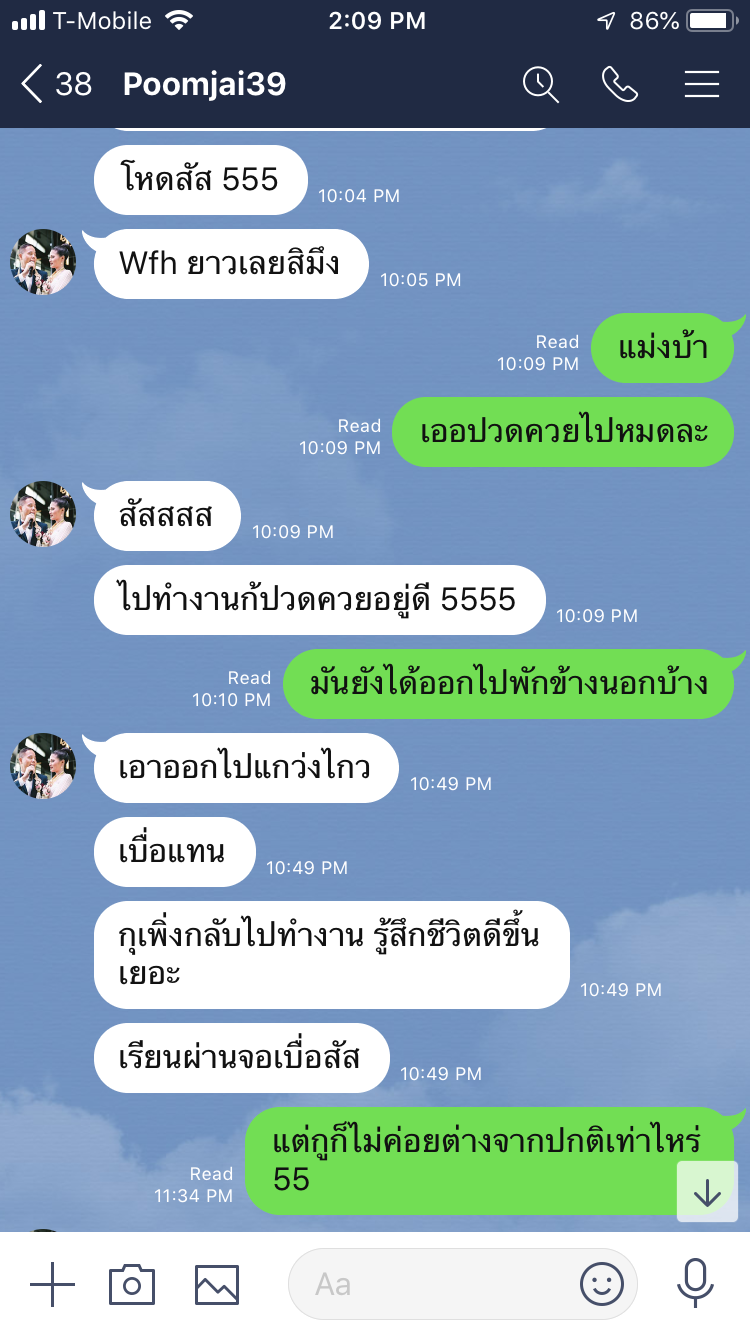 T-Mobile 2:09 PM 86%
38 Poomjai39
โหดสัส 555
10:04 PM
Wfh ยาวเลยสิมึง
10:05 PM
แม่งบ้า
Read
10:09 PM
เออปวดควยไปหมดละ
Read
10:09 PM
สัสสสส
10:09 PM
ไปทำงานก้ปวดควยอยู่ดี 5555
10:09 PM
มันยังได้ออกไปพักข้างนอกบ้าง
Read
10:10 PM
เอาออกไปแกว่งไกว
10:49 PM
เบื่อแทน
10:49 PM
กุเพิ่งกลับไปทำงาน รู้สึกชีวิตดีขึ้น
เยอะ
10:49 PM
เรียนผ่านจอเบื่อสัส
10:49 PM
แต่กูก็ไม่ค่อยต่างจากปกติเท่าไหร่
55
Read
11:34 PM
Aa